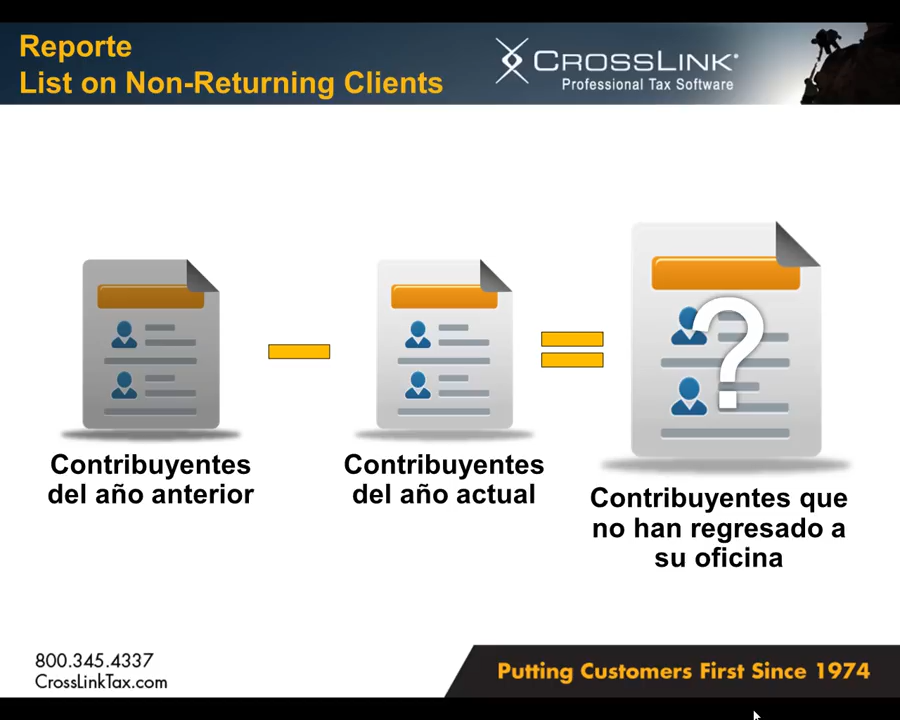 Reporte
List on Non-Returning Clients
CROSSLINK®
Professional Tax Software
?
Contribuyentes
del año anterior
Contribuyentes
del año actual
Contribuyentes que
no han regresado a
su oficina
800.345.4337
CrossLinkTax.com
Putting Customers First Since 1974